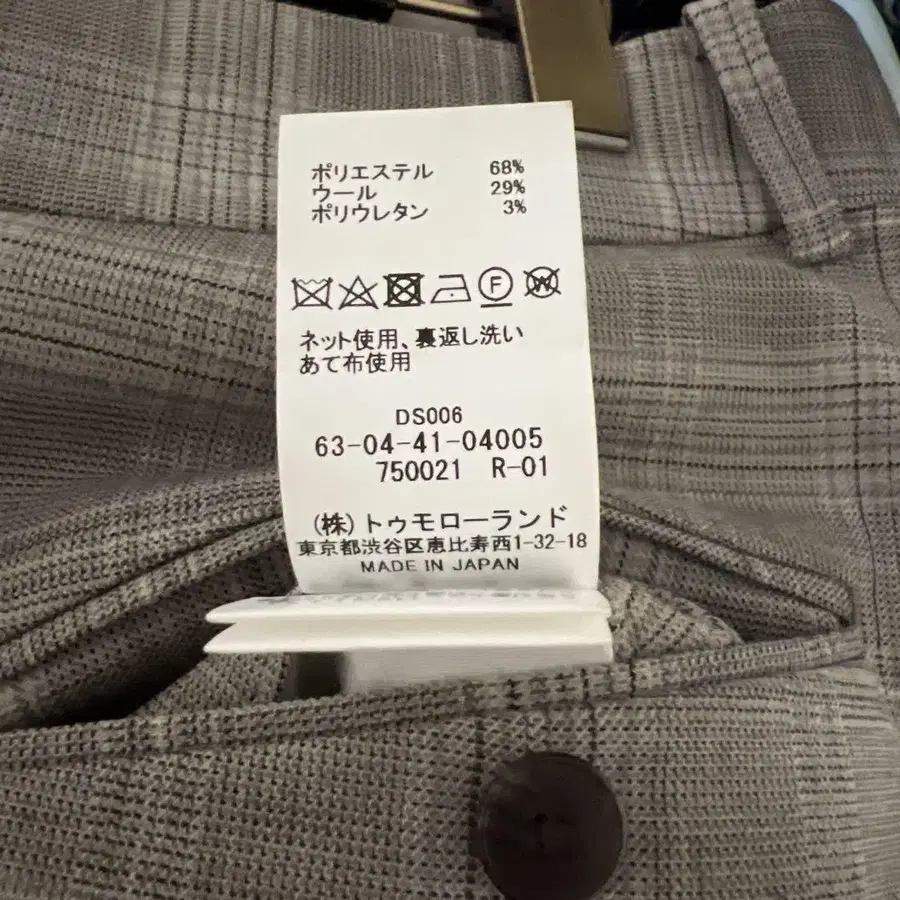 ポリエステル 68%
ウール 29%
ポリウレタン 3%
F W
ネット使用、裏返し洗い
あて布使用
DS006
63-04-41-04005
750021 R-01
(株)トゥモローランド
東京都渋谷区恵比寿西1-32-18
MADE IN JAPAN